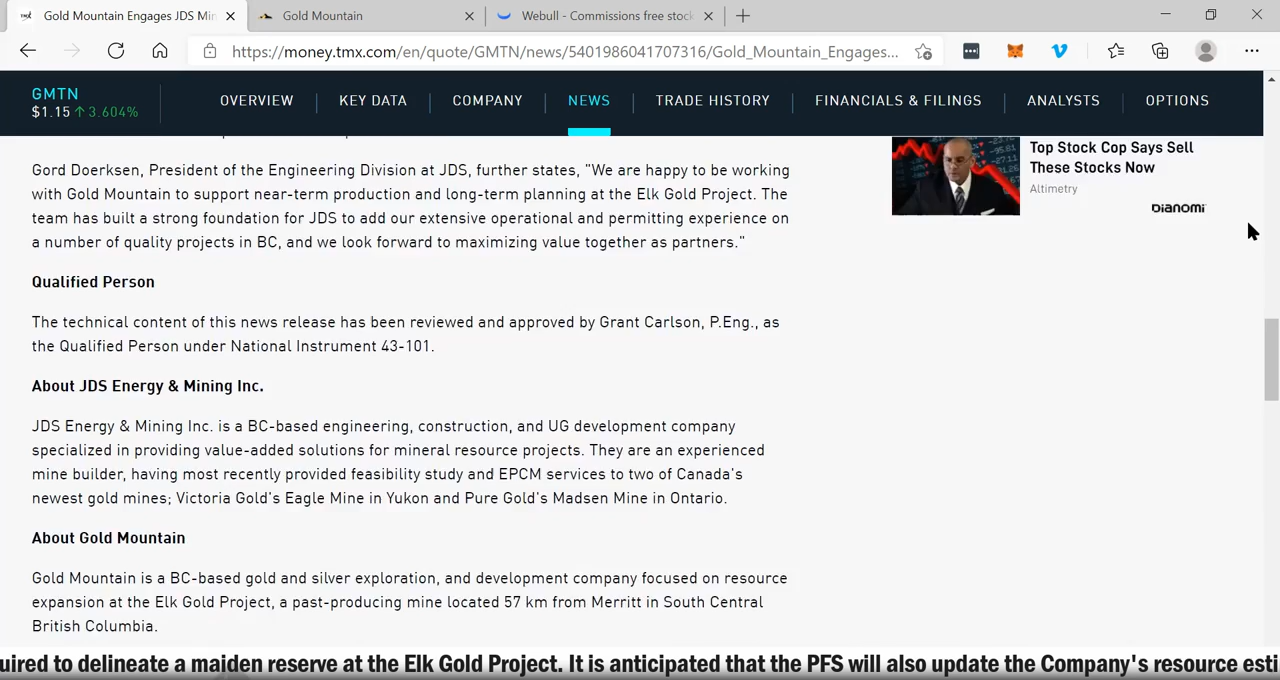 Gold Mountain Engages JDS Min
Gold Mountain
Webull - Commissions free stock
https://money.tmx.com/en/quote/GMTN/news/5401986041707316/Gold_Mountain_Engages...
GMTN
$1.15 ↑ 3.604%
OVERVIEW
KEY DATA
COMPANY
NEWS
TRADE HISTORY
FINANCIALS & FILINGS
ANALYSTS
OPTIONS
Gord Doerksen, President of the Engineering Division at JDS, further states, "We are happy to be working
with Gold Mountain to support near-term production and long-term planning at the Elk Gold Project. The
team has built a strong foundation for JDS to add our extensive operational and permitting experience on
a number of quality projects in BC, and we look forward to maximizing value together as partners."
Top Stock Cop Says Sell
These Stocks Now
Altimetry
Dianomi
Qualified Person
The technical content of this news release has been reviewed and approved by Grant Carlson, P.Eng., as
the Qualified Person under National Instrument 43-101.
About JDS Energy & Mining Inc.
JDS Energy & Mining Inc. is a BC-based engineering, construction, and UG development company
specialized in providing value-added solutions for mineral resource projects. They are an experienced
mine builder, having most recently provided feasibility study and EPCM services to two of Canada's
newest gold mines; Victoria Gold's Eagle Mine in Yukon and Pure Gold's Madsen Mine in Ontario.
About Gold Mountain
Gold Mountain is a BC-based gold and silver exploration, and development company focused on resource
expansion at the Elk Gold Project, a past-producing mine located 57 km from Merritt in South Central
British Columbia.
uired to delineate a maiden reserve at the Elk Gold Project. It is anticipated that the PFS will also update the Company's resource esti